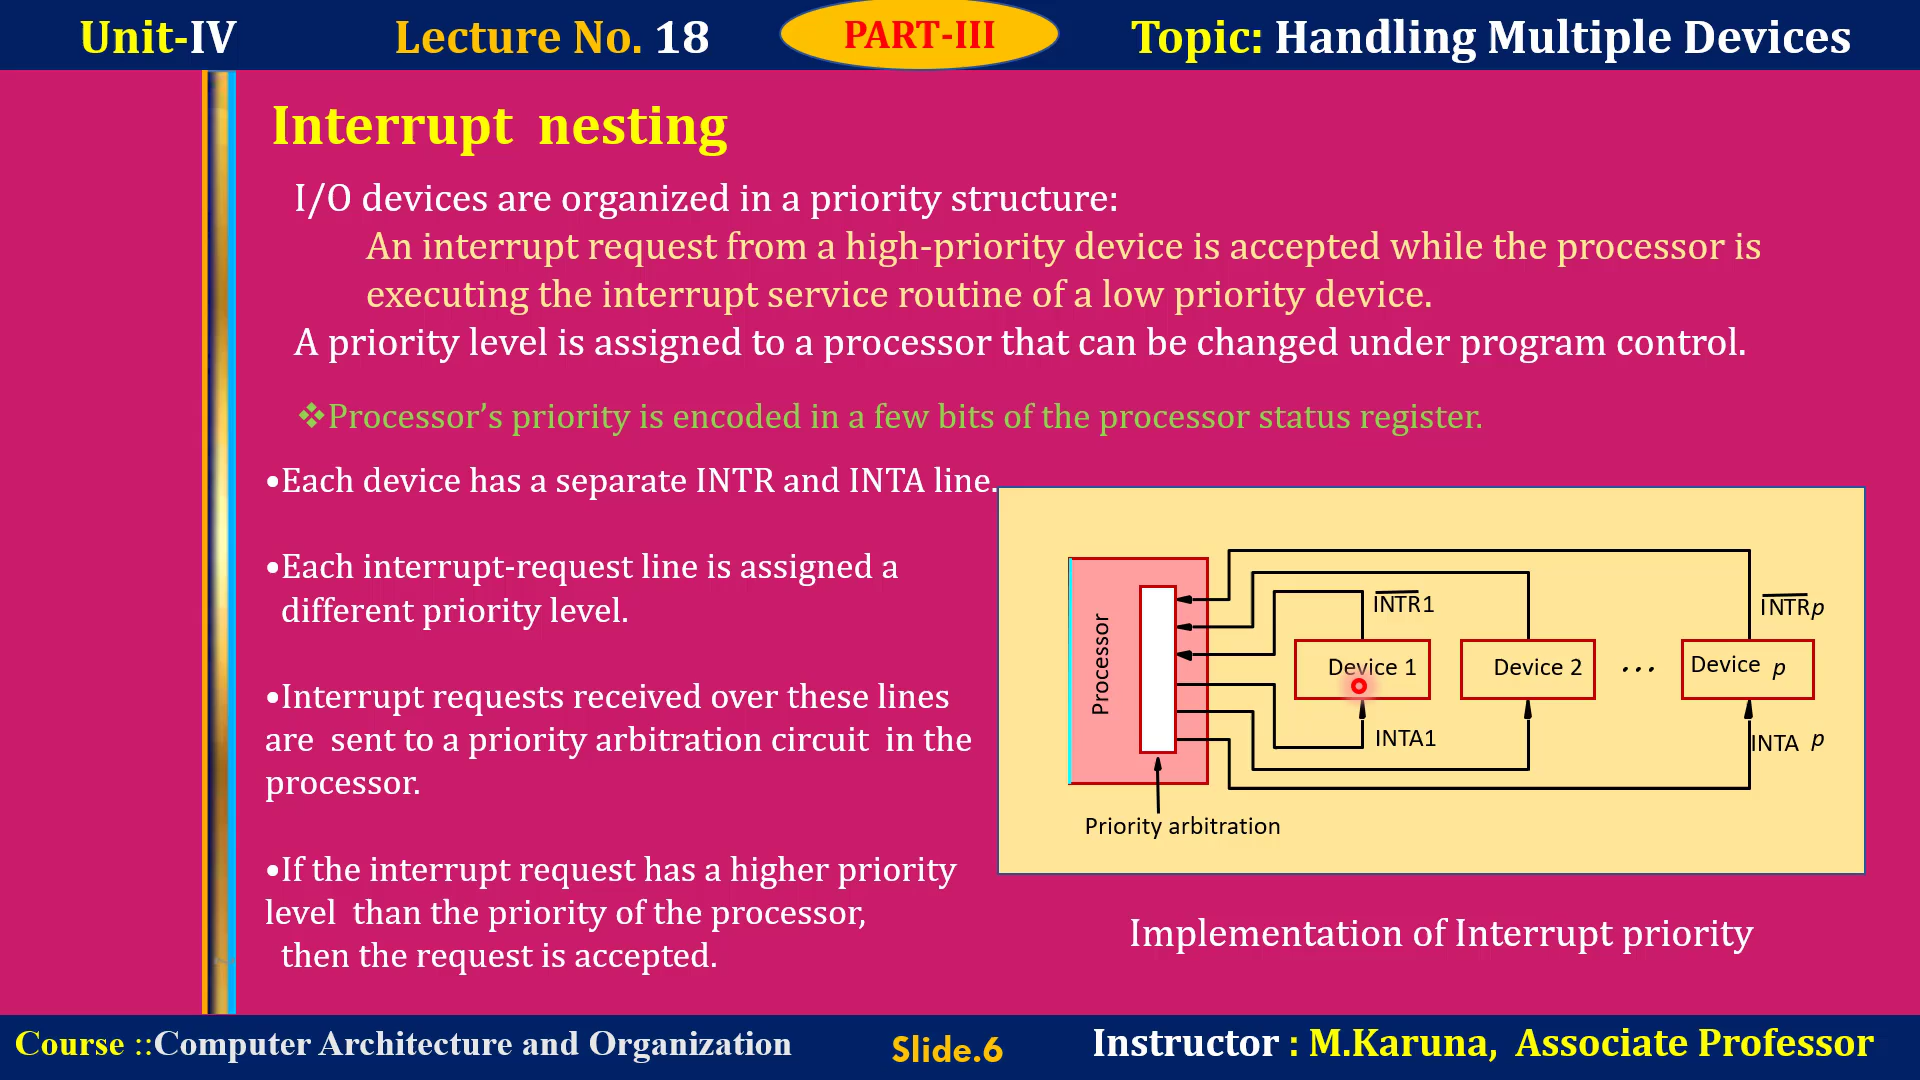 Unit-IV Lecture No. 18 PART-III Topic: Handling Multiple Devices
Interrupt nesting
I/O devices are organized in a priority structure:
An interrupt request from a high-priority device is accepted while the processor is
executing the interrupt service routine of a low priority device.
A priority level is assigned to a processor that can be changed under program control.
❖Processor’s priority is encoded in a few bits of the processor status register.
•Each device has a separate INTR and INTA line.
•Each interrupt-request line is assigned a
different priority level.
•Interrupt requests received over these lines
are sent to a priority arbitration circuit in the
processor.
•If the interrupt request has a higher priority
level than the priority of the processor,
then the request is accepted.
Processor
INTR1
INTRp
Device 1
Device 2
...
Device p
INTA1
INTA p
Priority arbitration
Implementation of Interrupt priority
Course ::Computer Architecture and Organization Slide.6 Instructor : M.Karuna, Associate Professor